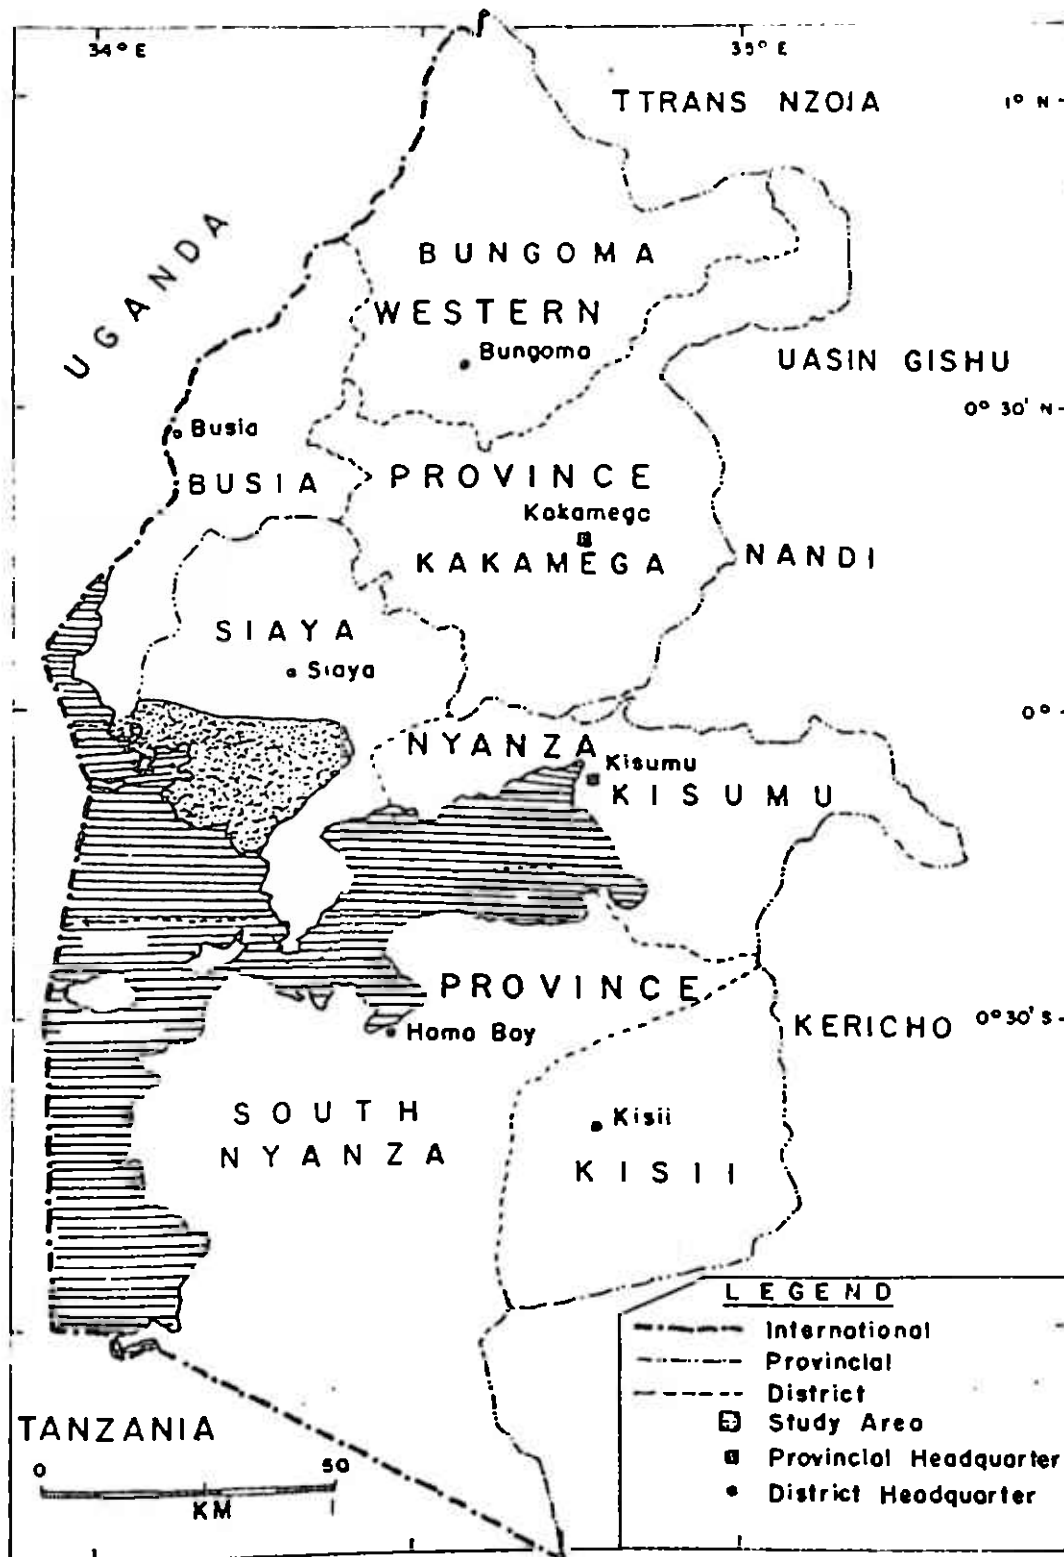 34° E
35° E
TTRANS NZOIA
1° N
UGANDA
BUNGOMA
WESTERN
Bungoma
UASIN GISHU
0° 30' N
Busia
BUSIA
PROVINCE
Kakamega
KAKAMEGA
NANDI
SIAYA
Siaya
0°
NYANZA
Kisumu
KISUMU
PROVINCE
Homa Bay
KERICHO
0° 30' S
SOUTH
NYANZA
Kisii
KISII
LEGEND
International
Provincial
District
Study Area
Provincial Headquarter
District Headquarter
TANZANIA
0 50
KM